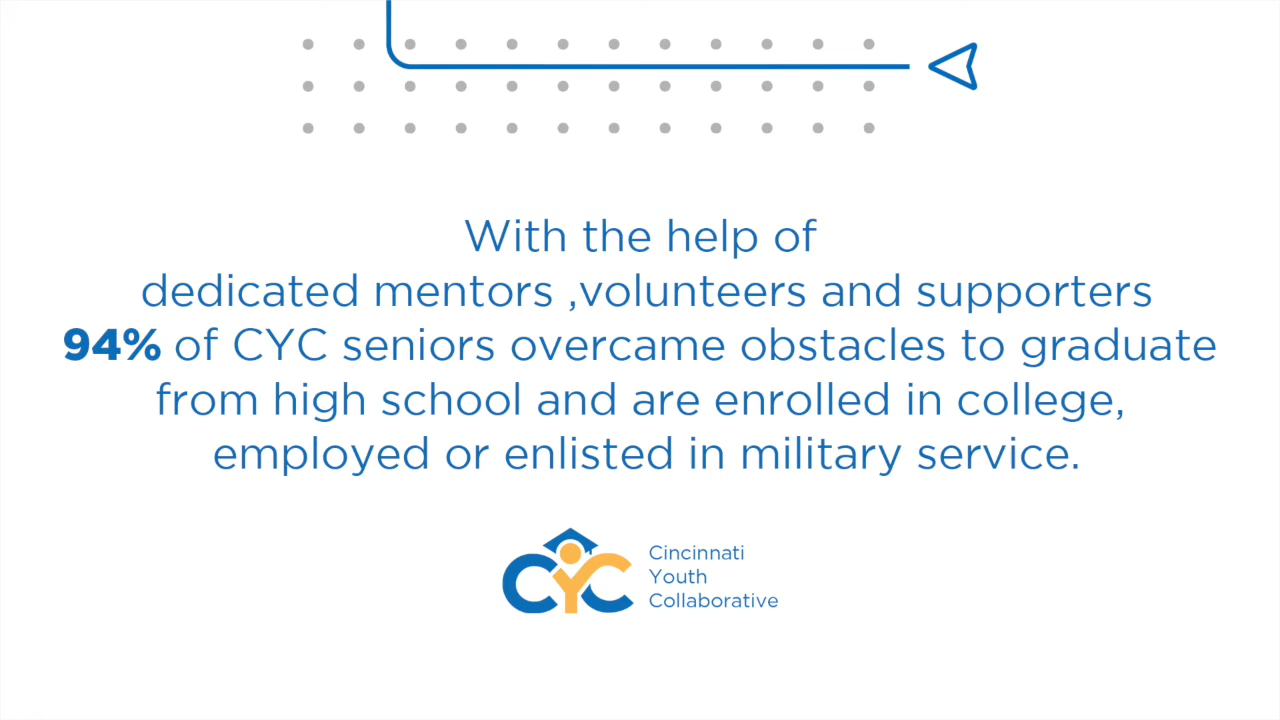 With the help of
dedicated mentors ,volunteers and supporters
94% of CYC seniors overcame obstacles to graduate
from high school and are enrolled in college,
employed or enlisted in military service.
CYC
Cincinnati
Youth
Collaborative